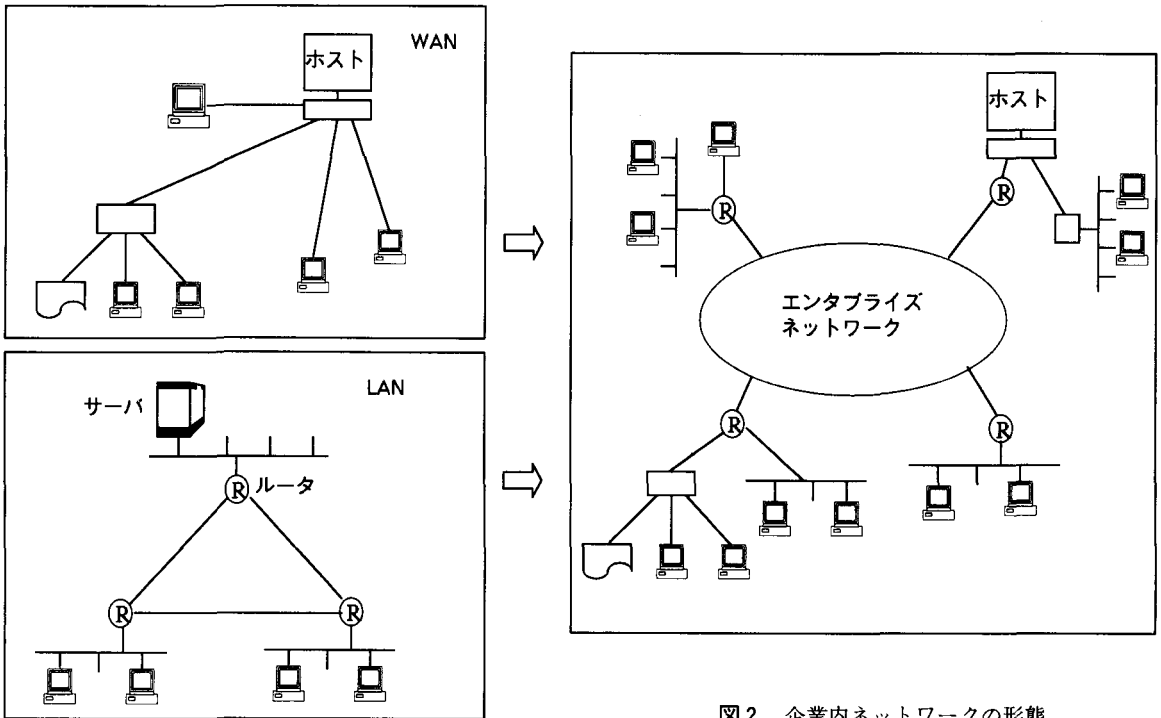 WAN
ホスト
LAN
サーバ
R ルータ
R
R
ホスト
R
R
エンタプライズ
ネットワーク
R
R
図2 企業内ネットワークの形態